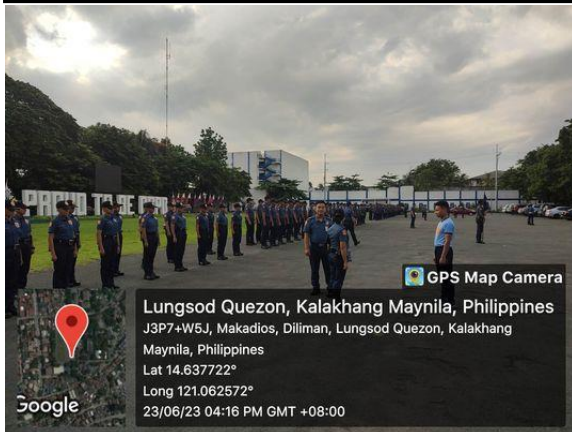 GPS Map Camera
Lungsod Quezon, Kalakhang Maynila, Philippines
J3P7+W5J, Makadios, Diliman, Lungsod Quezon, Kalakhang
Maynila, Philippines
Lat 14.637722°
Long 121.062572°
23/06/23 04:16 PM GMT +08:00
Google